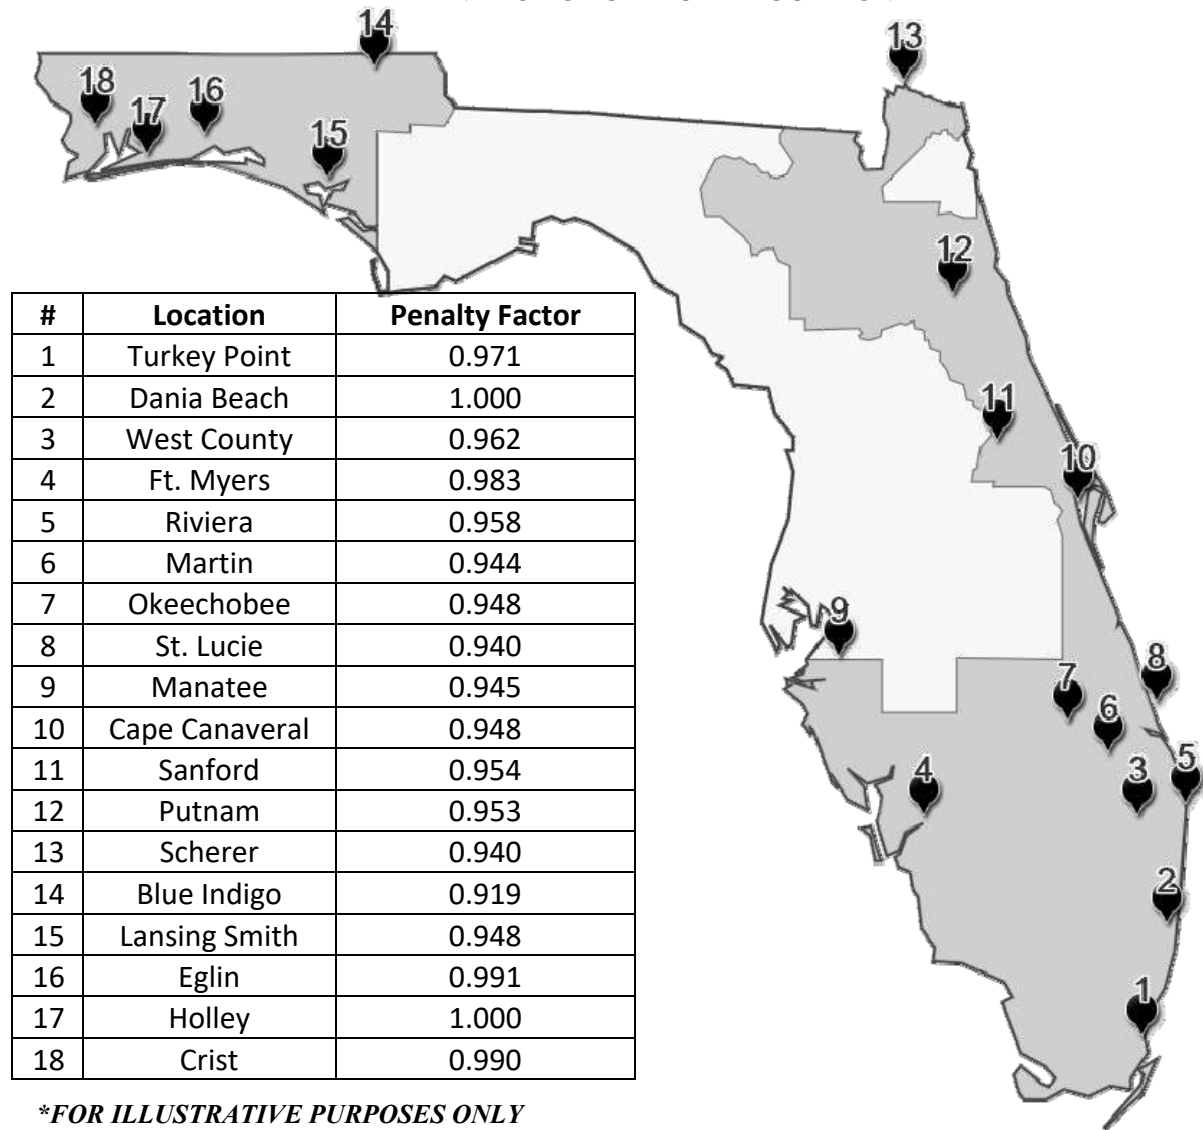 14
13
18
16
17
15
12
11
10
9
8
7
6
5
4
3
2
1
# Location Penalty Factor
1 Turkey Point 0.971
2 Dania Beach 1.000
3 West County 0.962
4 Ft. Myers 0.983
5 Riviera 0.958
6 Martin 0.944
7 Okeechobee 0.948
8 St. Lucie 0.940
9 Manatee 0.945
10 Cape Canaveral 0.948
11 Sanford 0.954
12 Putnam 0.953
13 Scherer 0.940
14 Blue Indigo 0.919
15 Lansing Smith 0.948
16 Eglin 0.991
17 Holley 1.000
18 Crist 0.990
*FOR ILLUSTRATIVE PURPOSES ONLY